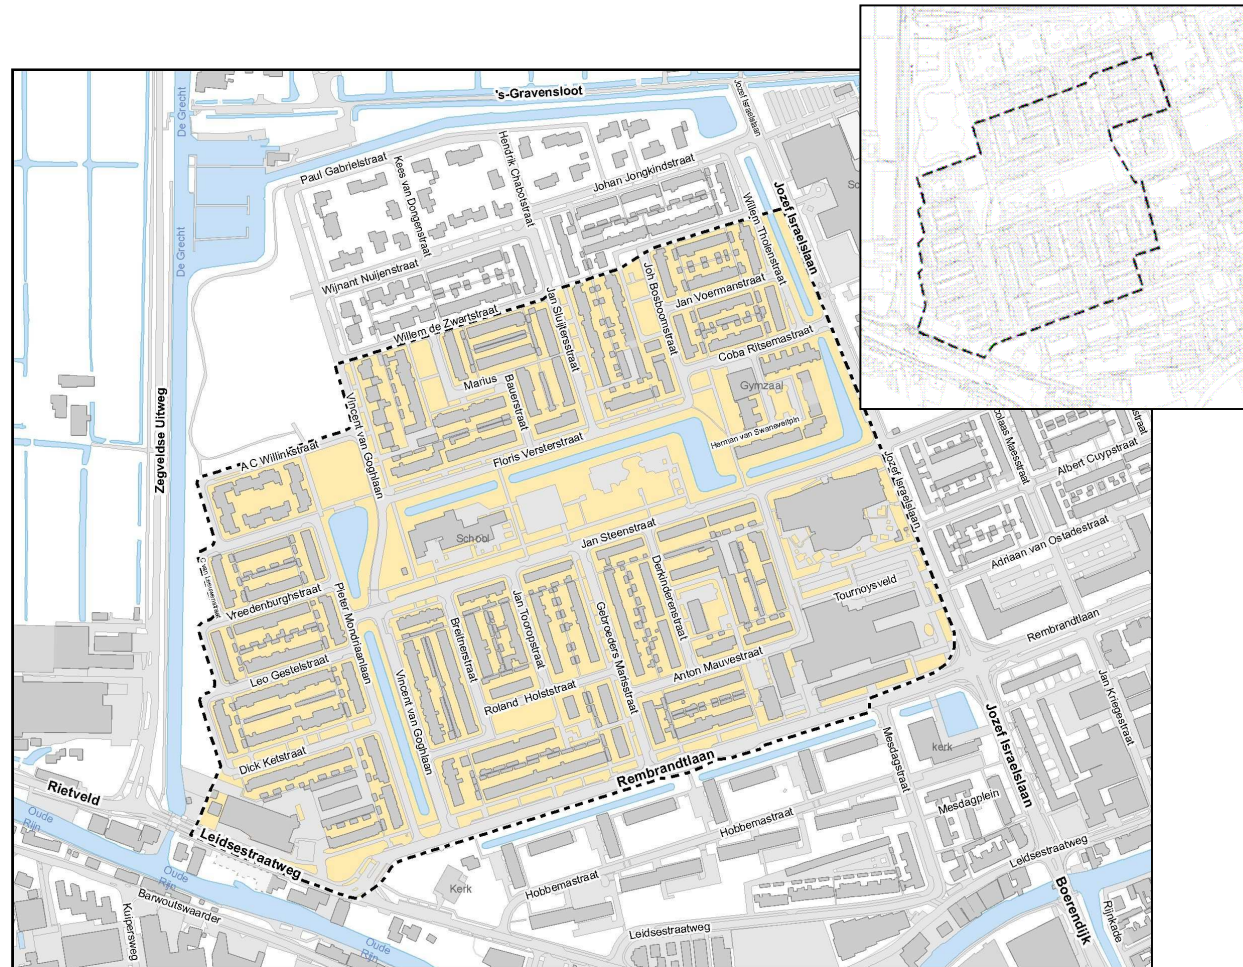 's-Gravensloot
De Grecht
Jozef Israelslaan
Paul Gabrielstraat
Kees van Dongenstraat
Hendrik Chabotstraat
Johan Jongkindstraat
Jozef Israelslaan
Willem Tholenstraat
De Grecht
Wijnant Nuijenstraat
Joh Bosboomstraat
Jan Voermanstraat
Willem de Zwartstraat
Jan Sluijtersstraat
Coba Ritsemastraat
Marius
Bauerstraat
Gymzaal
Vincent van Goghlaan
Herman van Swaneveltpln
Floris Versterstraat
A C Willinkstraat
Zegveldse Uitweg
Jozef Israelslaan
Albert Cuypstraat
Adriaan van Ostadestraat
School
Jan Steenstraat
Vreedenburghstraat
Pieter Mondriaanlaan
Breitnerstraat
Jan Tooropstraat
Gebroeders Marisstraat
Derkinderenstraat
Tournoysveld
Rembrandtlaan
Leo Gestelstraat
Anton Mauvestraat
Roland Holststraat
Vincent van Goghlaan
Jan Kriegestraat
Dick Ketstraat
Rembrandtlaan
Mesdagstraat
kerk
Jozef Israelslaan
Rietveld
Oude
Rijn
Leidsestraatweg
Mesdagplein
Hobbemastraat
Leidsestraatweg
Oude
Rijn
Kerk
Hobbemastraat
Barwoutswaarder
Kuipersweg
Boerendijk
Rijnkade
Leidsestraatweg
Oude
Rijn